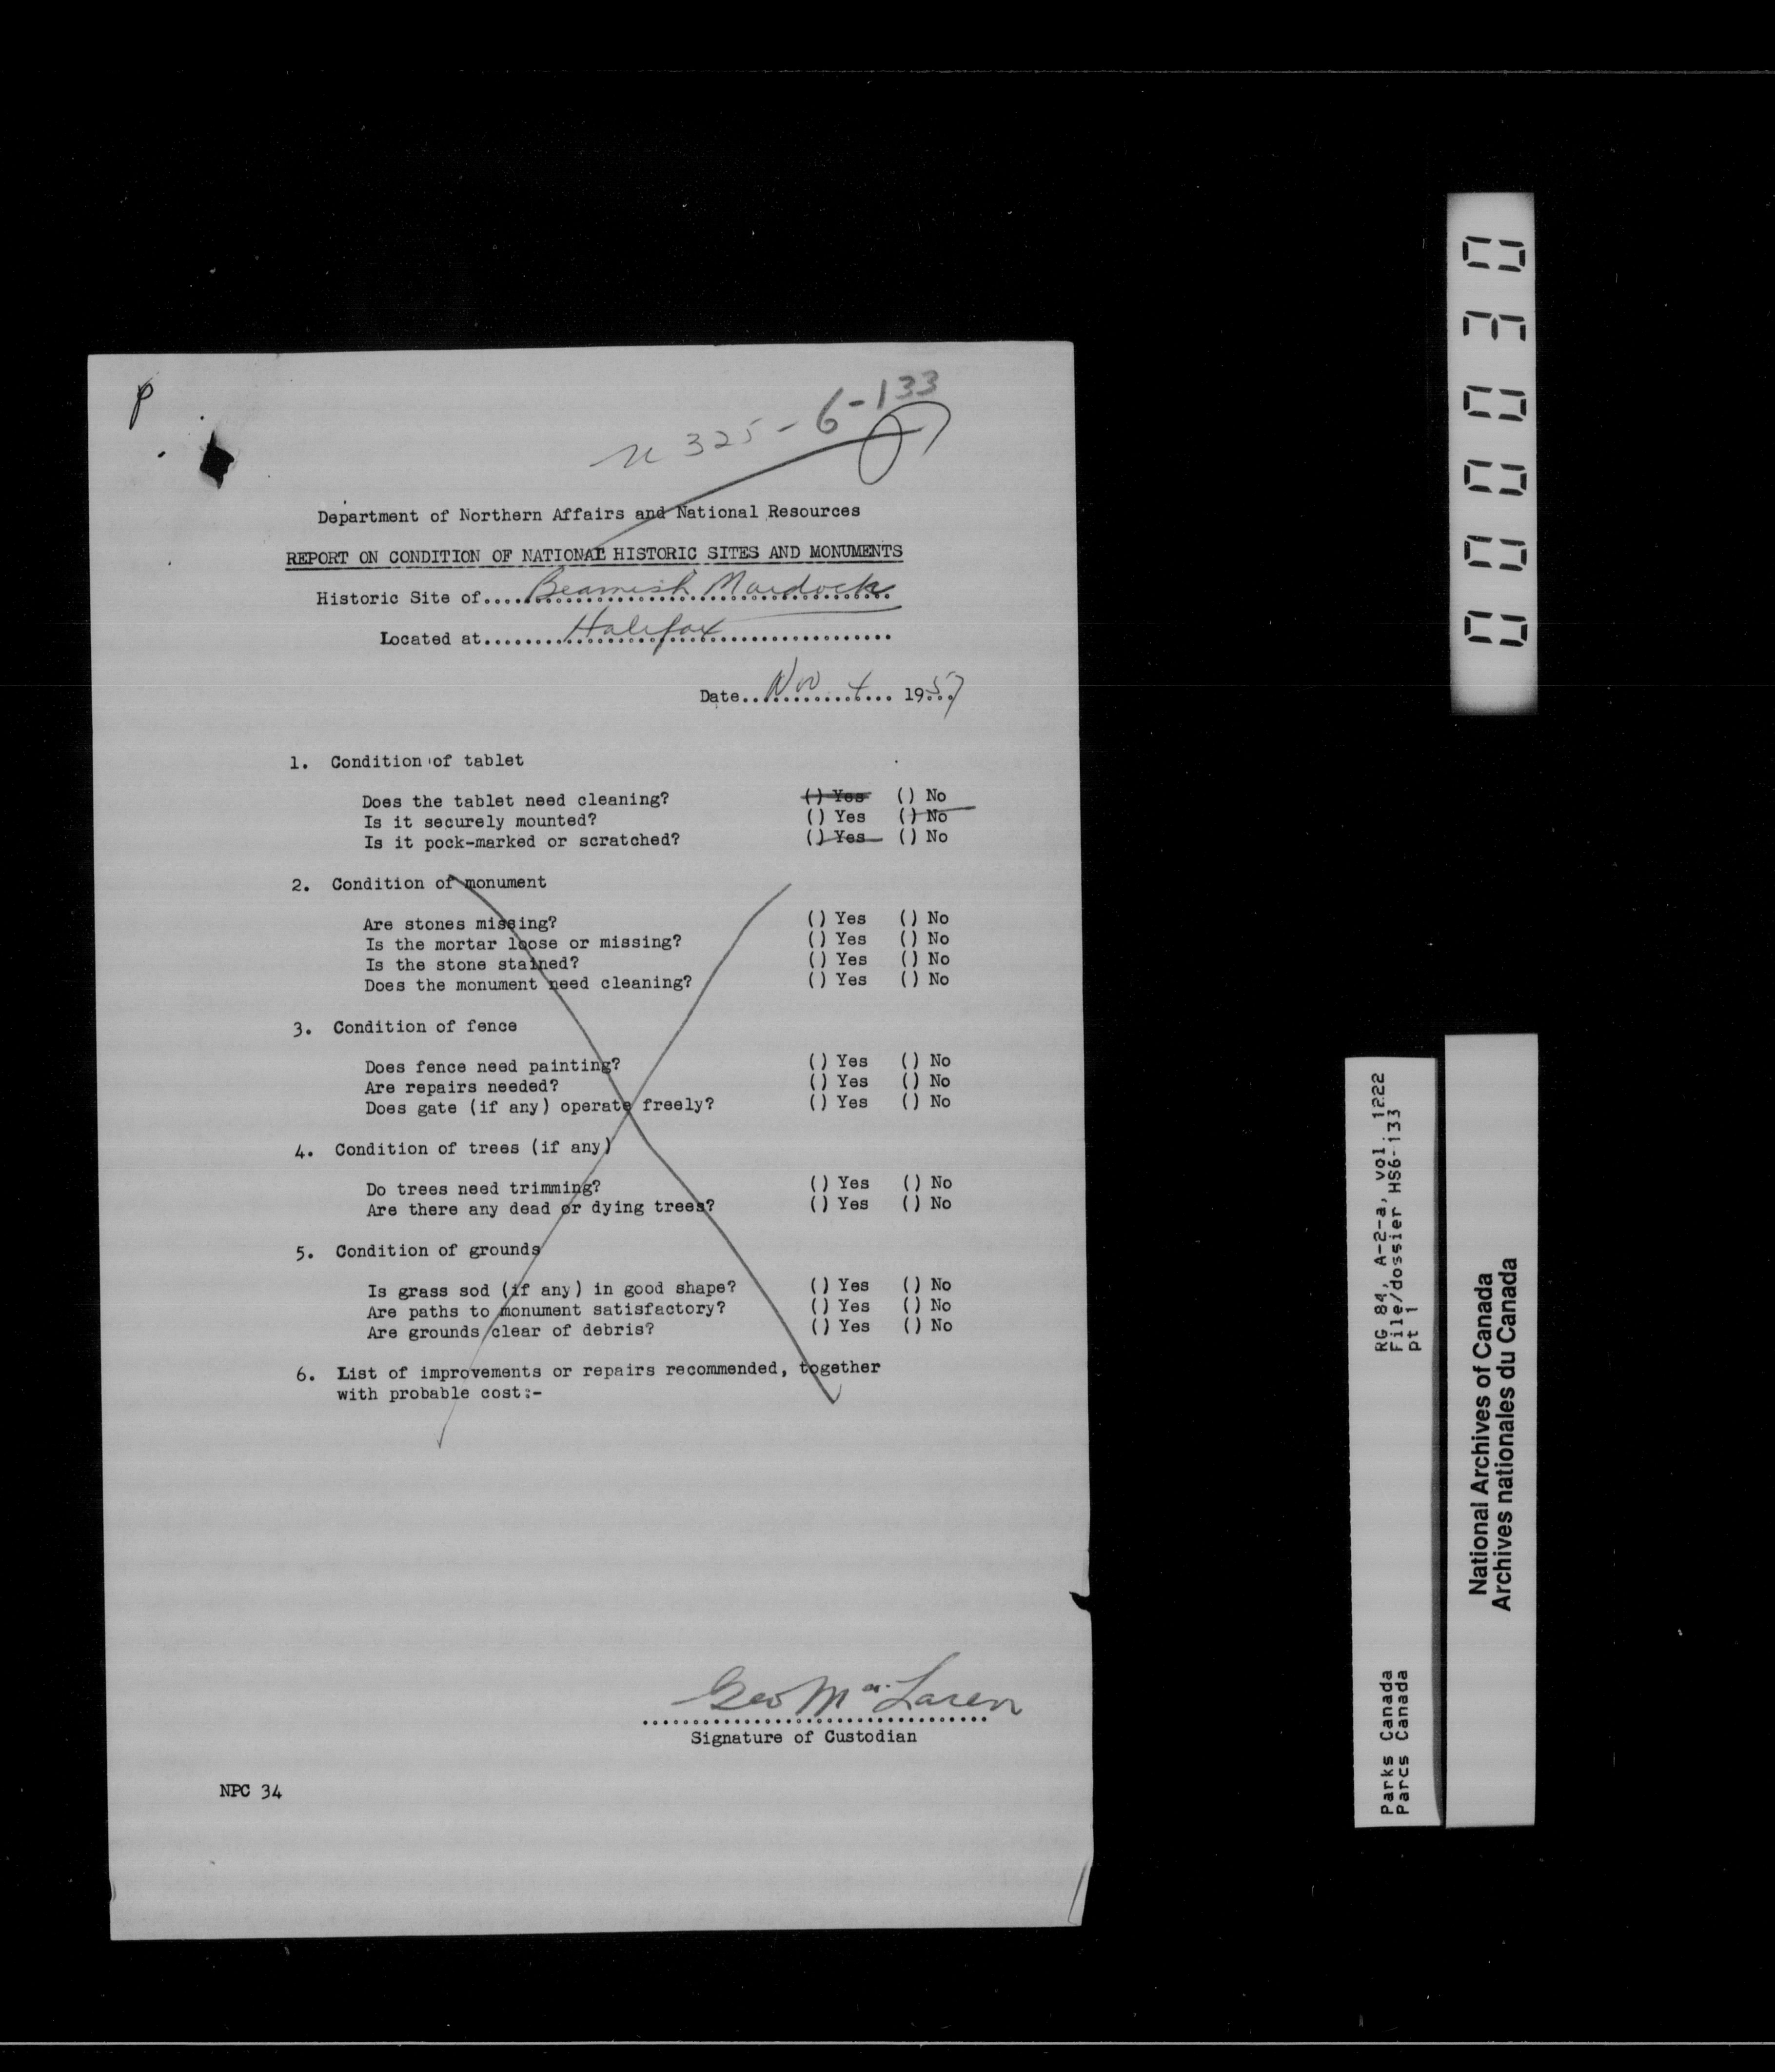 P
n 325-6-133
Department of Northern Affairs and National Resources
REPORT ON CONDITION OF NATIONAL HISTORIC SITES AND MONUMENTS
Historic Site of....Beamish Murdock
Located at........Halifax........
Date..Nov 4.... 1957
1. Condition of tablet
Does the tablet need cleaning? () Yes () No
Is it securely mounted? () Yes () No
Is it pock-marked or scratched? () Yes () No
2. Condition of monument
Are stones missing? () Yes () No
Is the mortar loose or missing? () Yes () No
Is the stone stained? () Yes () No
Does the monument need cleaning? () Yes () No
3. Condition of fence
Does fence need painting? () Yes () No
Are repairs needed? () Yes () No
Does gate (if any) operate freely? () Yes () No
4. Condition of trees (if any)
Do trees need trimming? () Yes () No
Are there any dead or dying trees? () Yes () No
5. Condition of grounds
Is grass sod (if any) in good shape? () Yes () No
Are paths to monument satisfactory? () Yes () No
Are grounds clear of debris? () Yes () No
6. List of improvements or repairs recommended, together
with probable cost:-
Geo MacLaren
Signature of Custodian
NPC 34
000030
RG 84, A-2-a, vol. 1222
File/dossier HS6-133
pt 1
Parks Canada
Parcs Canada
National Archives of Canada
Archives nationales du Canada